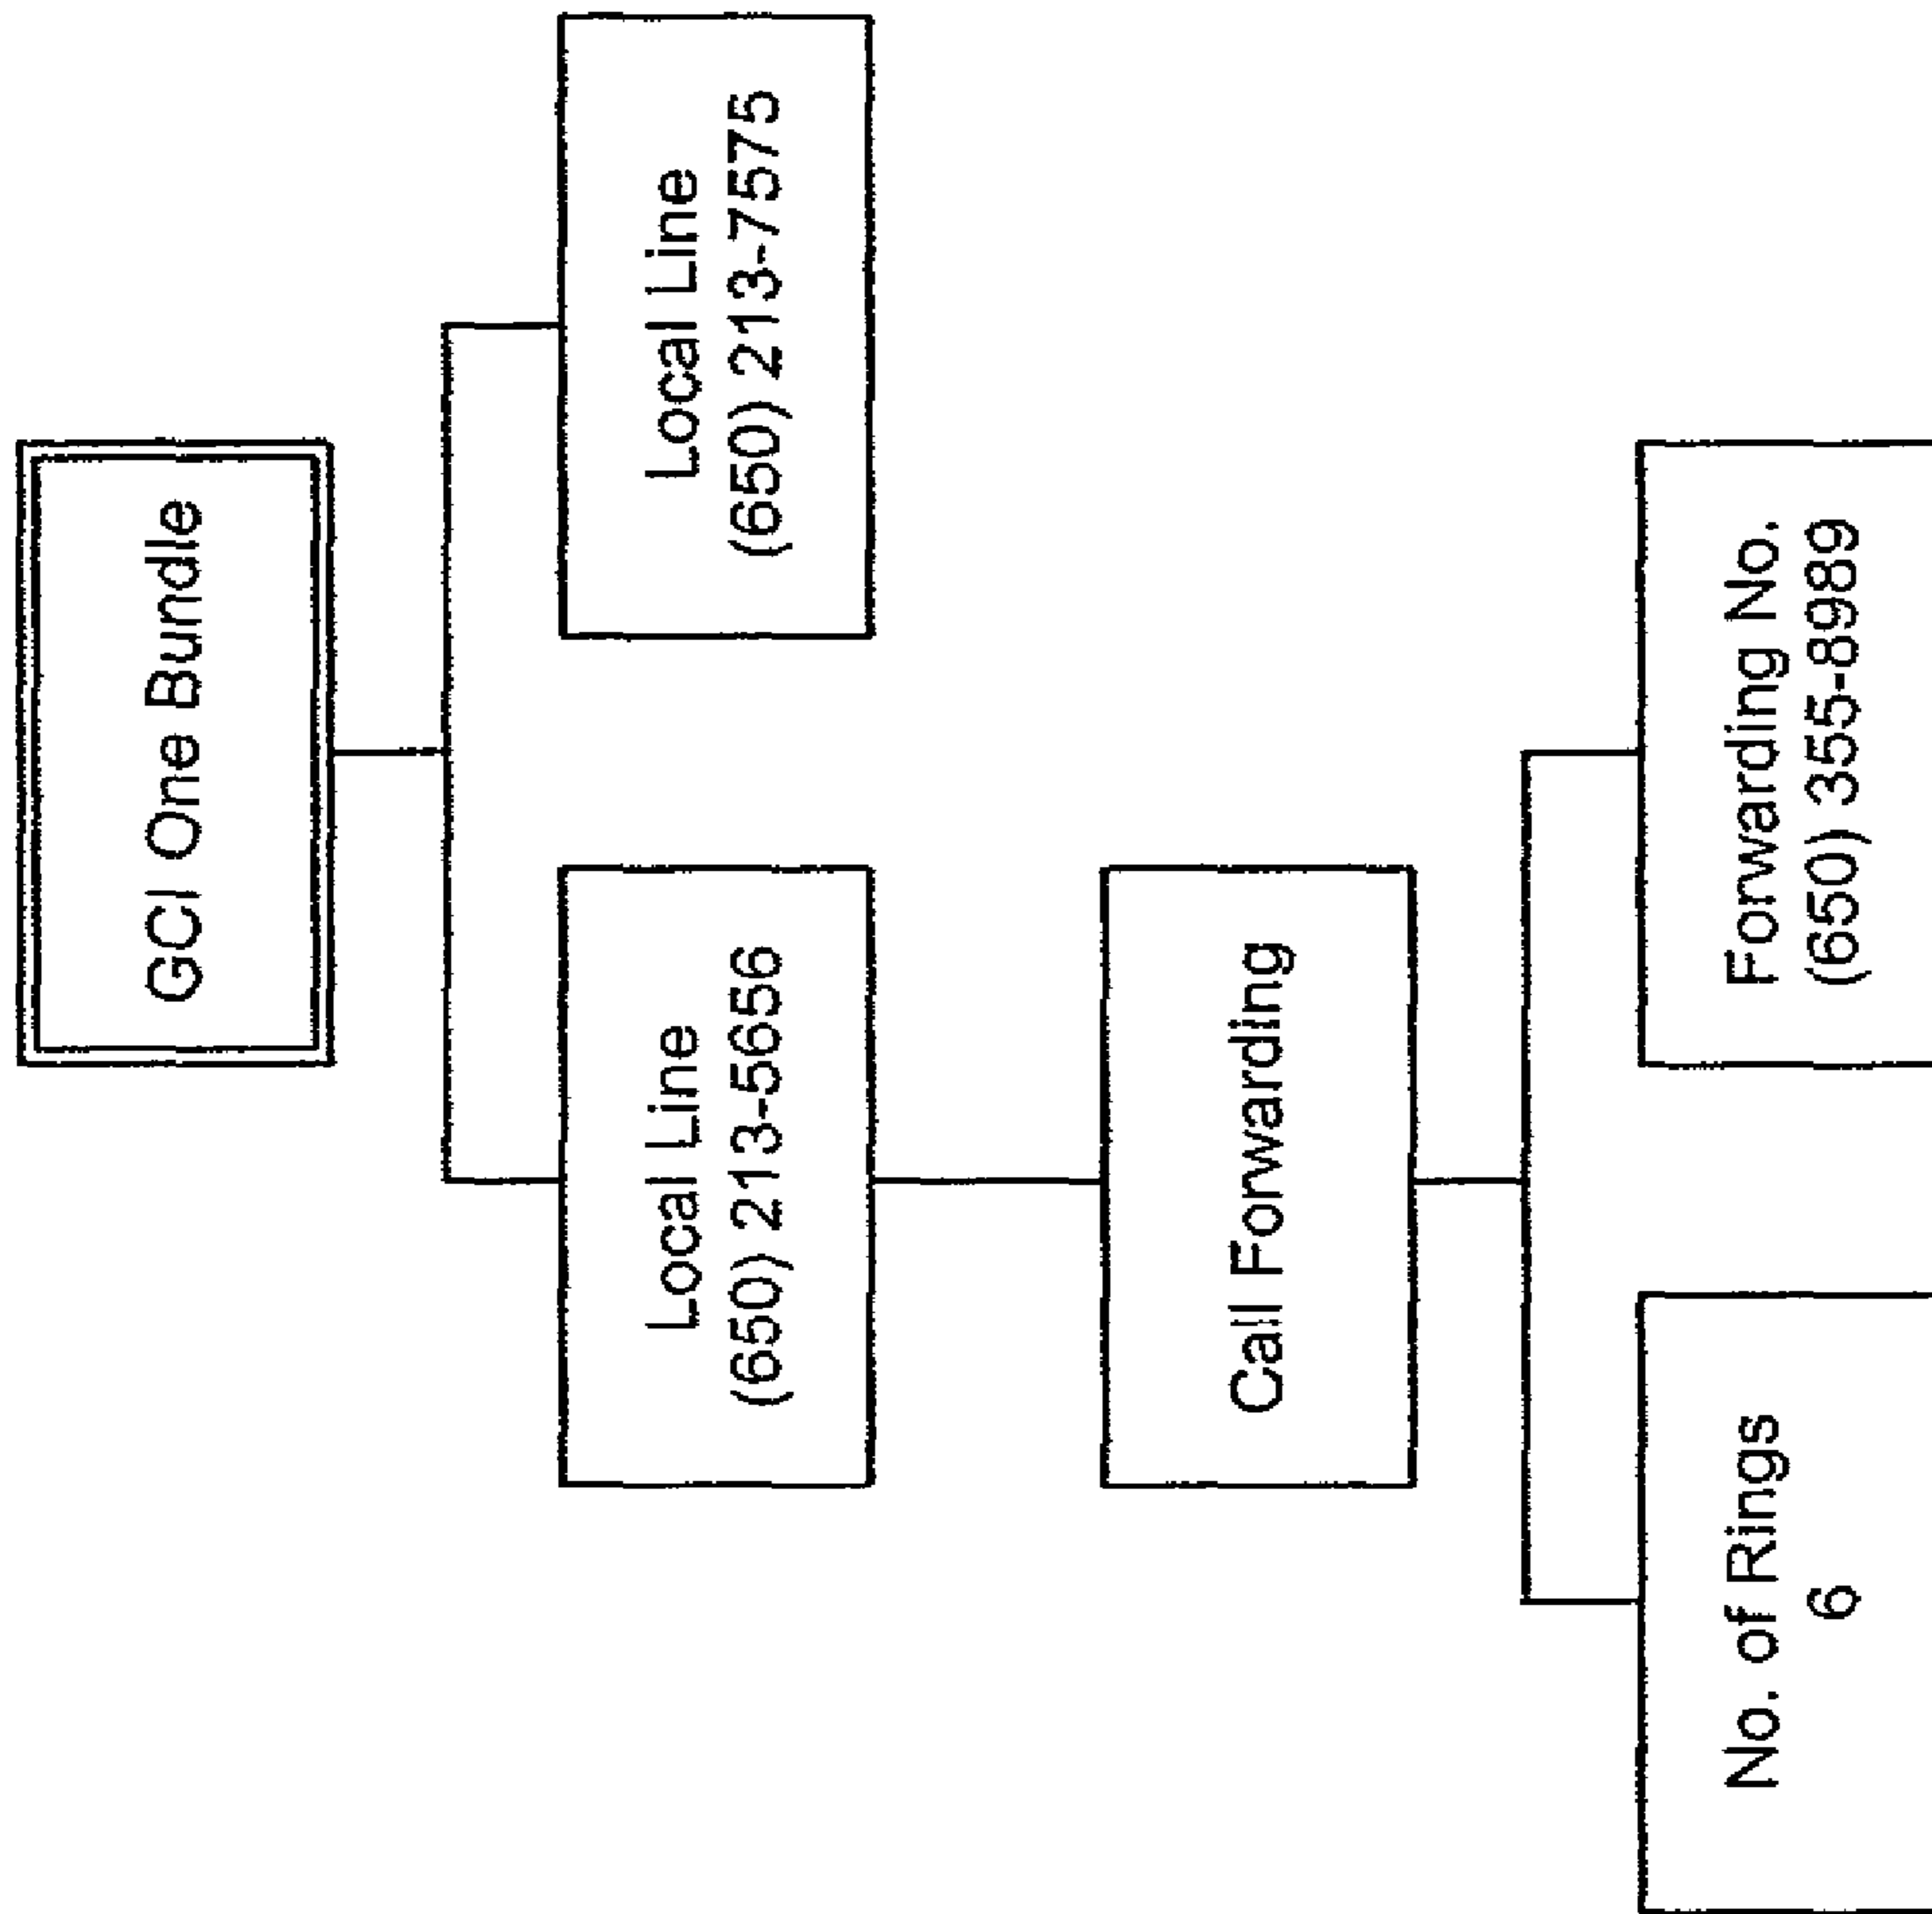 GCI One Bundle
Local Line
(650) 213-5656
Local Line
(650) 213-7575
Call Forwarding
No. of Rings
6
Forwarding No.
(650) 355-8989